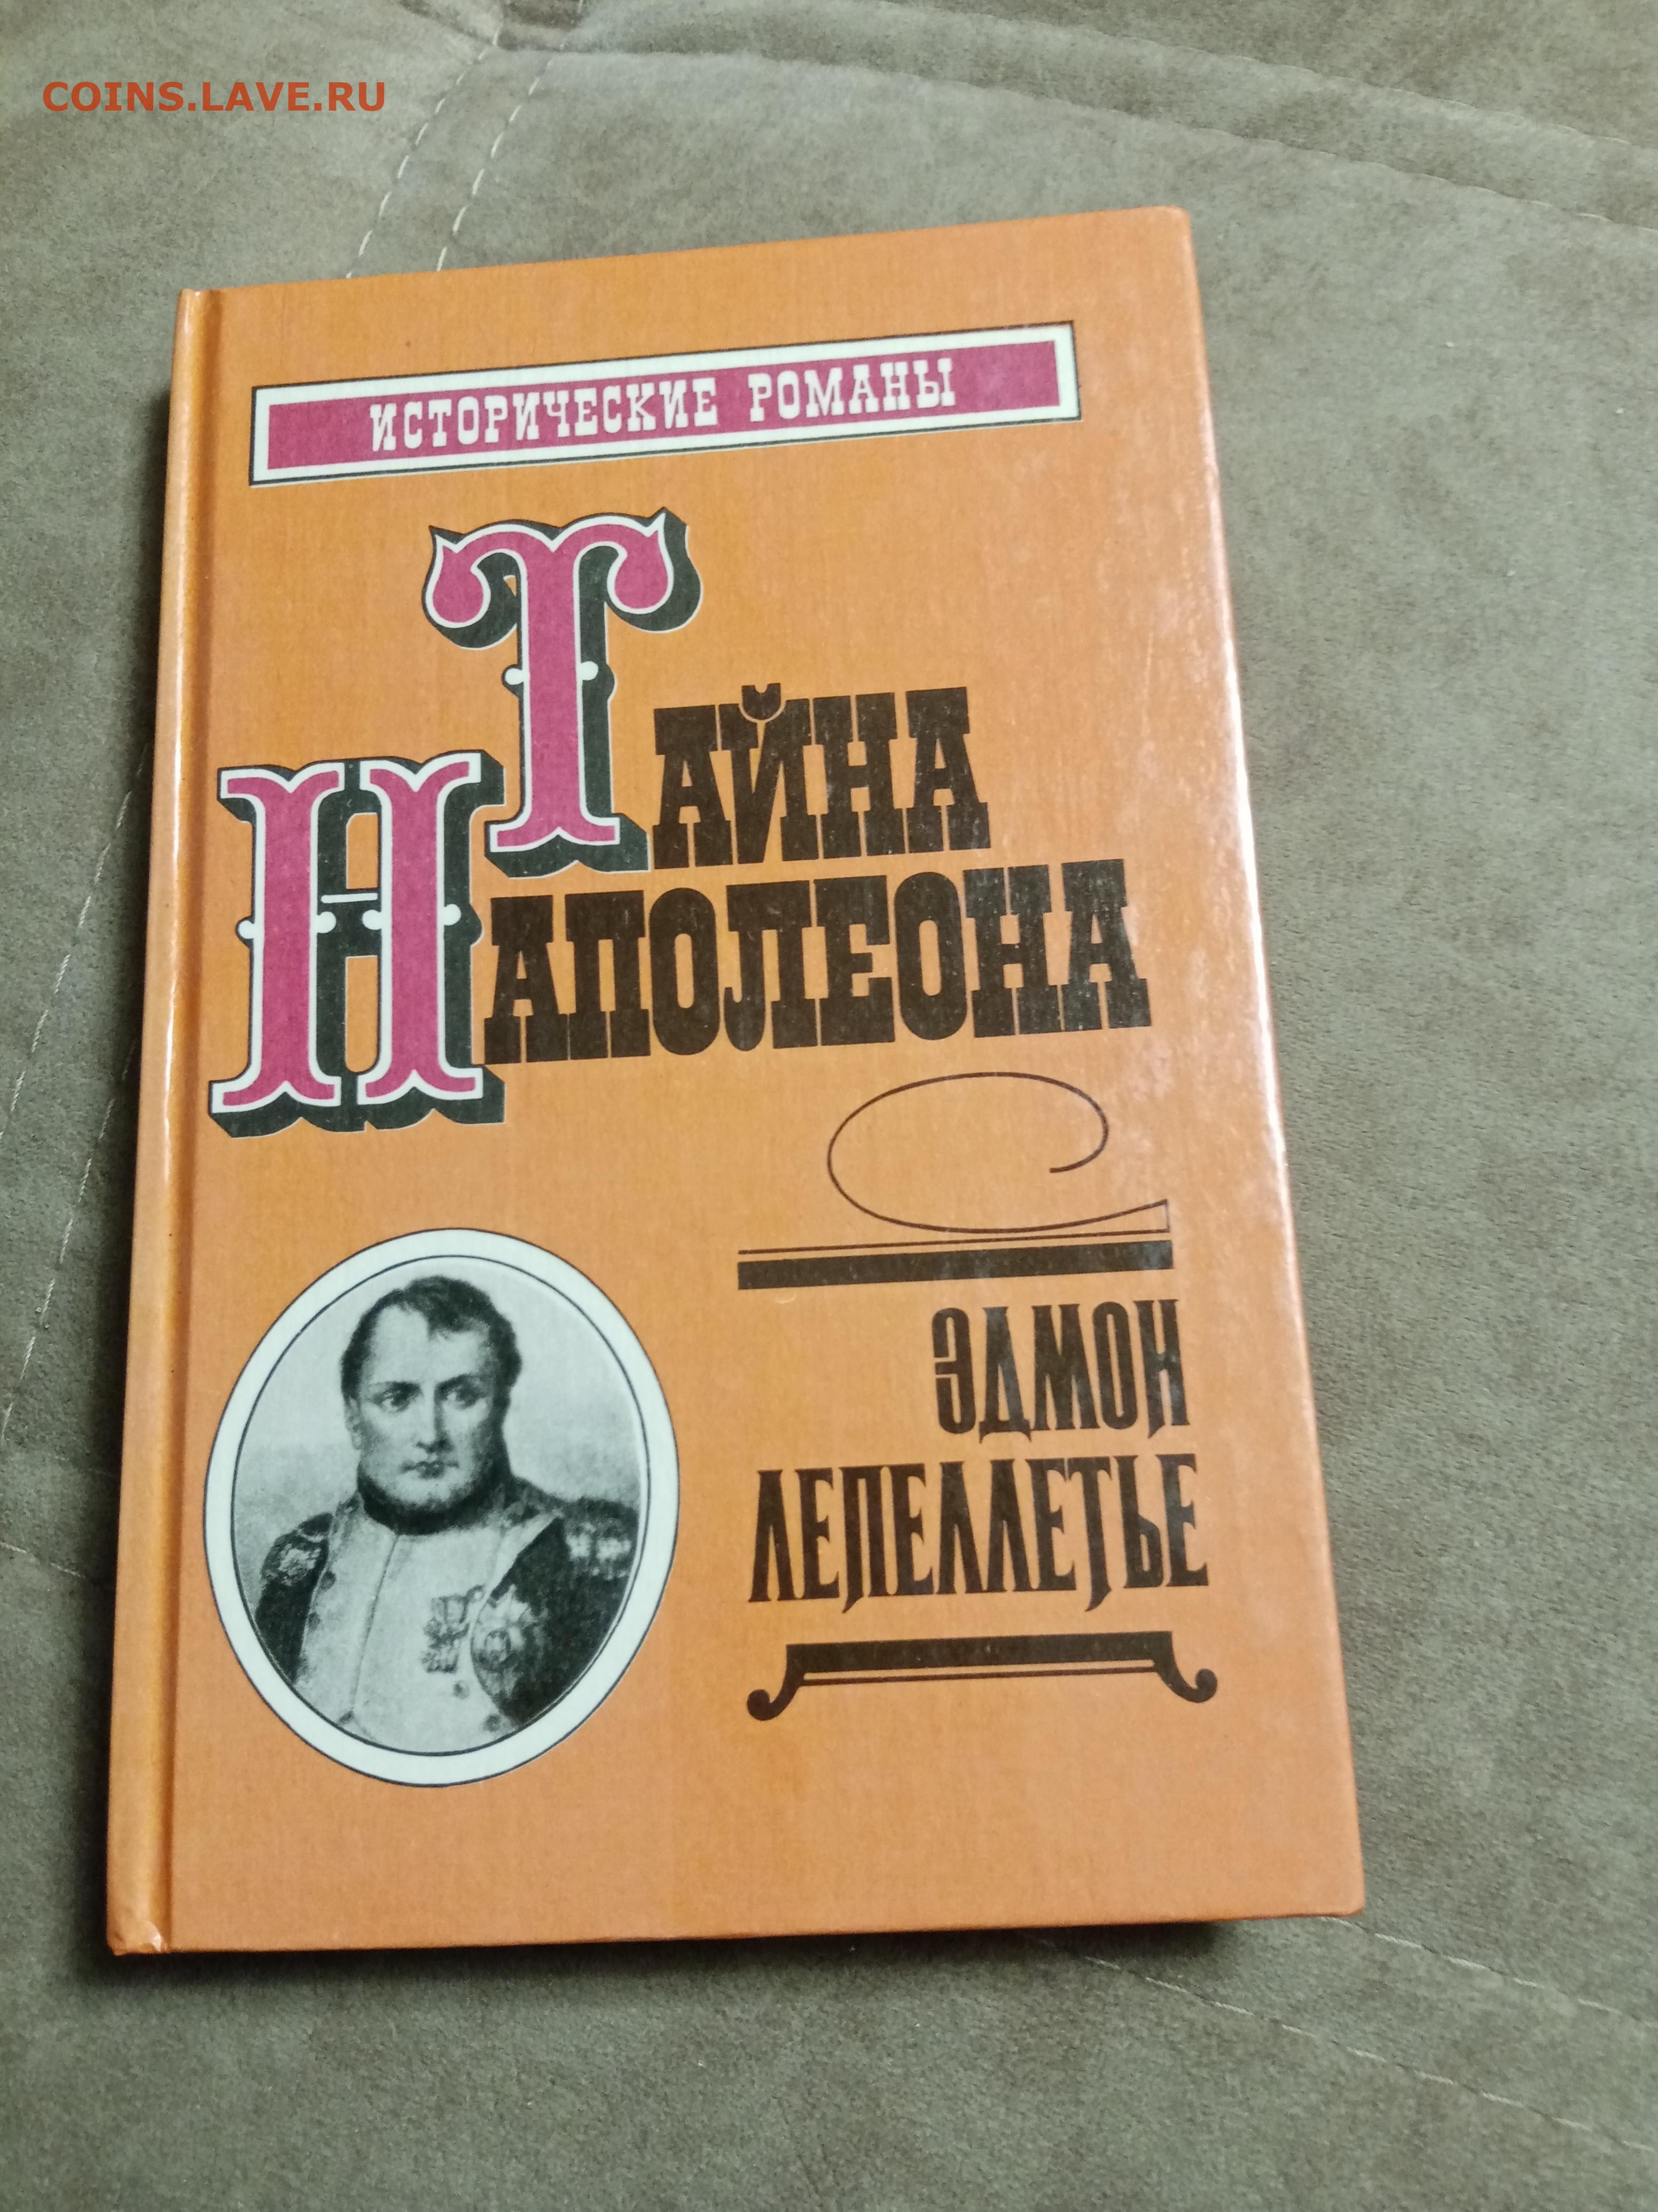 COINS.LAVE.RU
ИСТОРИЧЕСКИЕ РОМАНЫ
ТАЙНА
НАПОЛЕОНА
ЭДМОН
ЛЕПЕЛЛЕТЬЕ